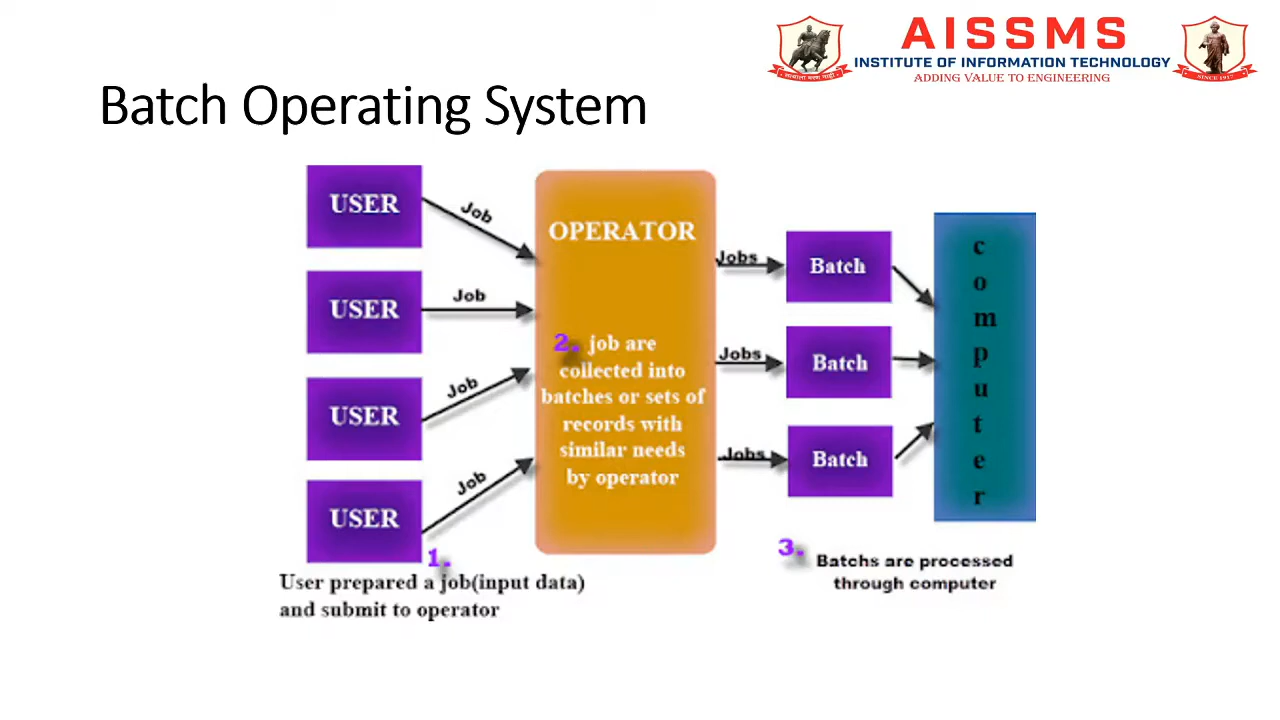 AISSMS
INSTITUTE OF INFORMATION TECHNOLOGY
ADDING VALUE TO ENGINEERING
SINCE 1917
Batch Operating System
USER
Job
USER
Job
USER
Job
USER
Job
1.
User prepared a job(input data)
and submit to operator
OPERATOR
2. job are
collected into
batches or sets of
records with
similar needs
by operator
Jobs
Batch
Jobs
Batch
Jobs
Batch
3. Batchs are processed
through computer
c
o
m
p
u
t
e
r